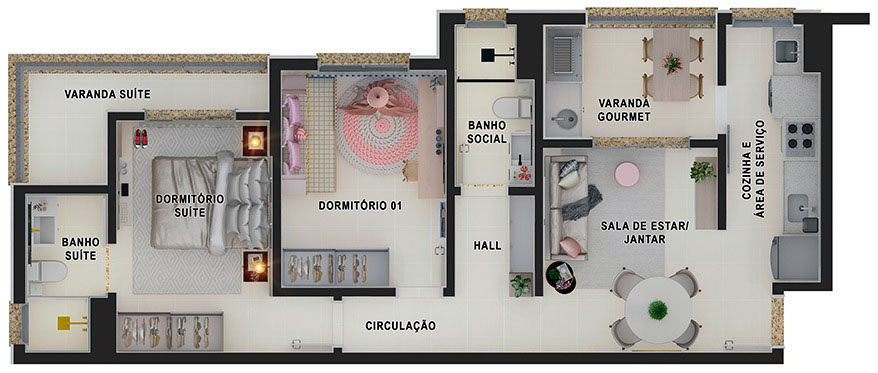 VARANDA SUÍTE
DORMITÓRIO
SUÍTE
BANHO
SUÍTE
DORMITÓRIO 01
BANHO
SOCIAL
HALL
CIRCULAÇÃO
VARANDA
GOURMET
SALA DE ESTAR/
JANTAR
COZINHA E
ÁREA DE SERVIÇO